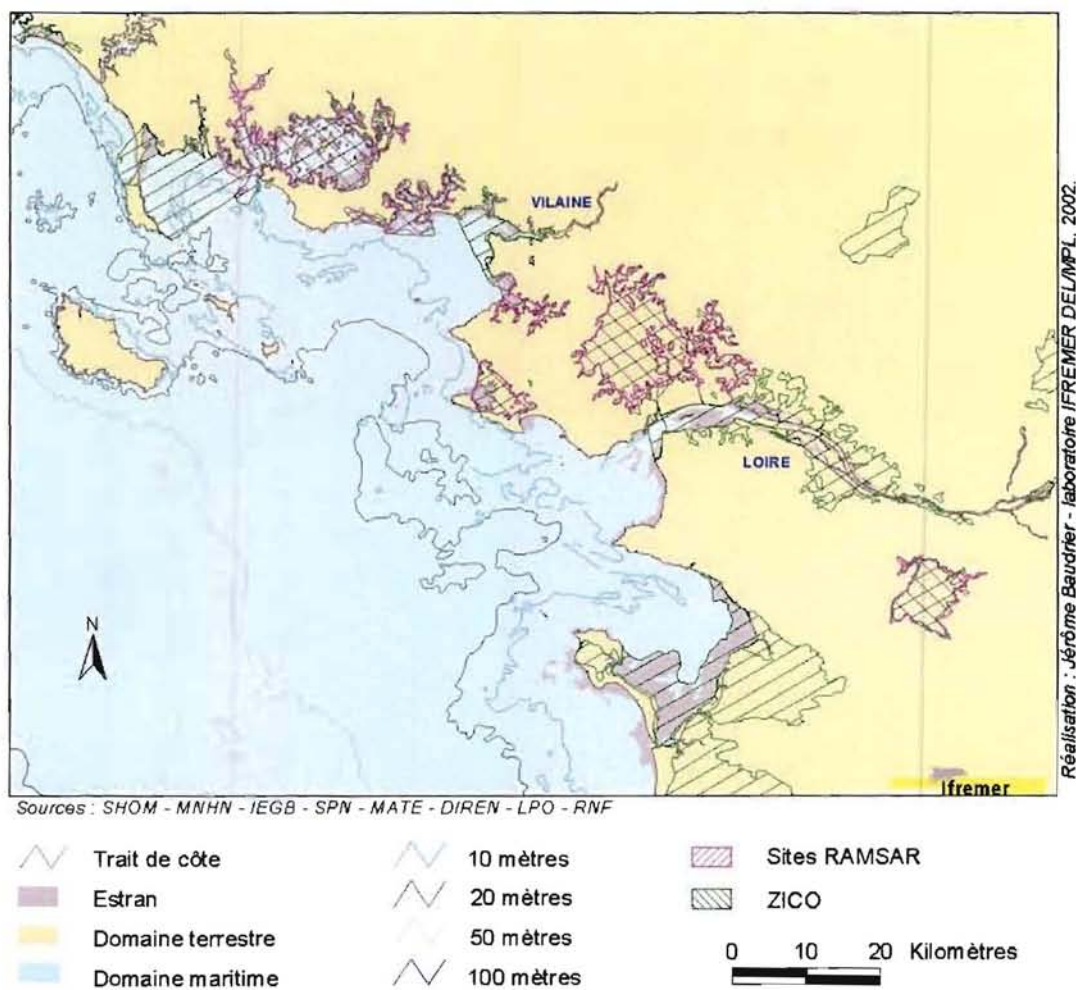 VILAINE
LOIRE
N
Réalisation : Jérôme Baudrier - laboratoire IFREMER DEL/MPL, 2002.
Ifremer
Sources : SHOM - MNHN - IEGB - SPN - MATE - DIREN - LPO - RNF
Trait de côte
Estran
Domaine terrestre
Domaine maritime
10 mètres
20 mètres
50 mètres
100 mètres
Sites RAMSAR
ZICO
0 10 20 Kilomètres